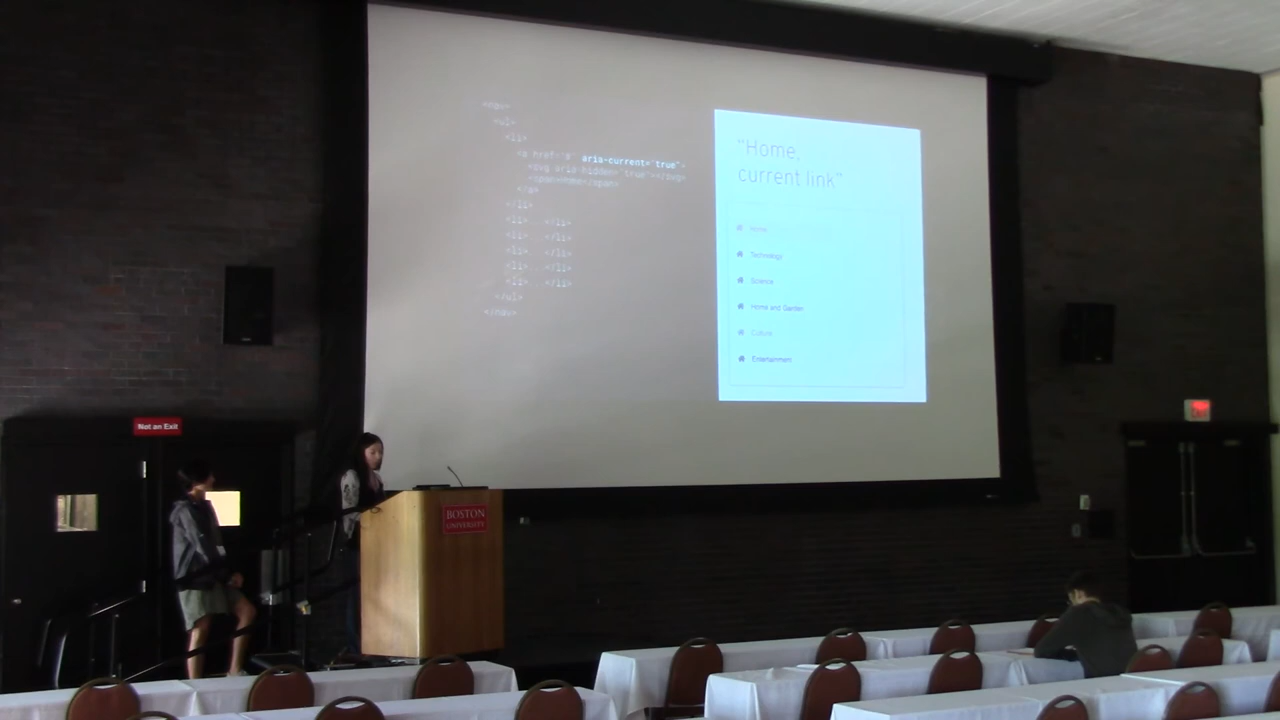 <nav>
<ul>
<li>
<a href="#" aria-current="true">
<svg aria-hidden="true"></svg>
<span>Home</span>
</a>
</li>
<li>...</li>
<li>...</li>
<li>...</li>
<li>...</li>
<li>...</li>
</ul>
</nav>
"Home,
current link"
Home
Technology
Science
Home and Garden
Culture
Entertainment
Not an Exit
BOSTON
UNIVERSITY